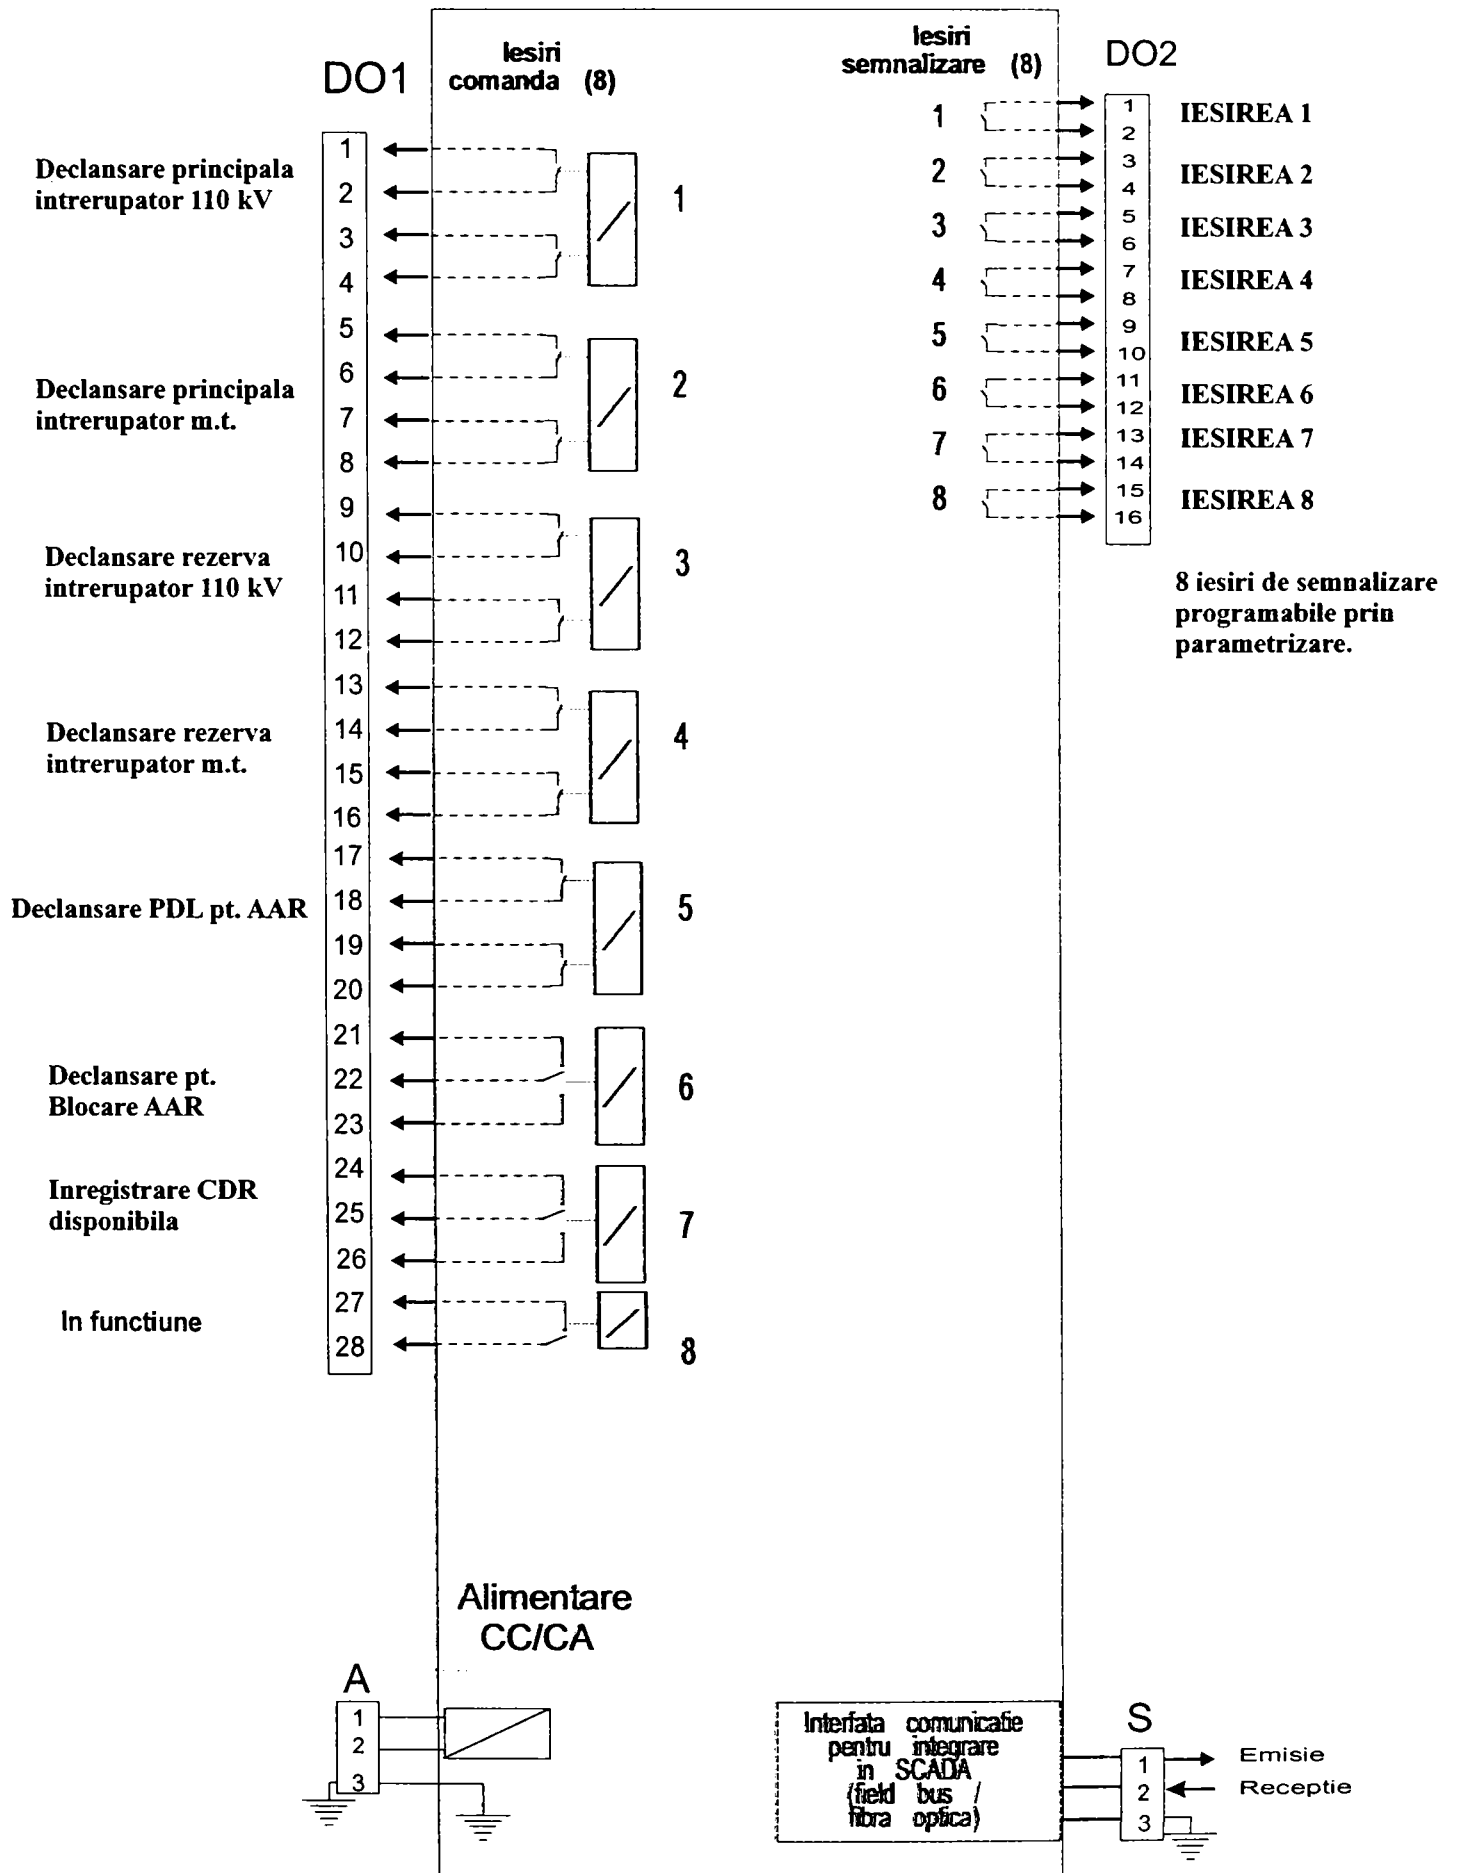 DO1
Iesiri
comanda (8)
Iesiri
semnalizare (8)
DO2
1
2
3
4
5
6
7
8
9
10
11
12
13
14
15
16
17
18
19
20
21
22
23
24
25
26
27
28
Declansare principala
intrerupator 110 kV
Declansare principala
intrerupator m.t.
Declansare rezerva
intrerupator 110 kV
Declansare rezerva
intrerupator m.t.
Declansare PDL pt. AAR
Declansare pt.
Blocare AAR
Inregistrare CDR
disponibila
In functiune
1
2
3
4
5
6
7
8
1
2
3
4
5
6
7
8
1
2
3
4
5
6
7
8
9
10
11
12
13
14
15
16
IESIREA 1
IESIREA 2
IESIREA 3
IESIREA 4
IESIREA 5
IESIREA 6
IESIREA 7
IESIREA 8
8 iesiri de semnalizare
programabile prin
parametrizare.
Alimentare
CC/CA
A
1
2
3
Interfata comunicatie
pentru integrare
in SCADA
(field bus /
fibra optica)
S
1
2
3
Emisie
Receptie